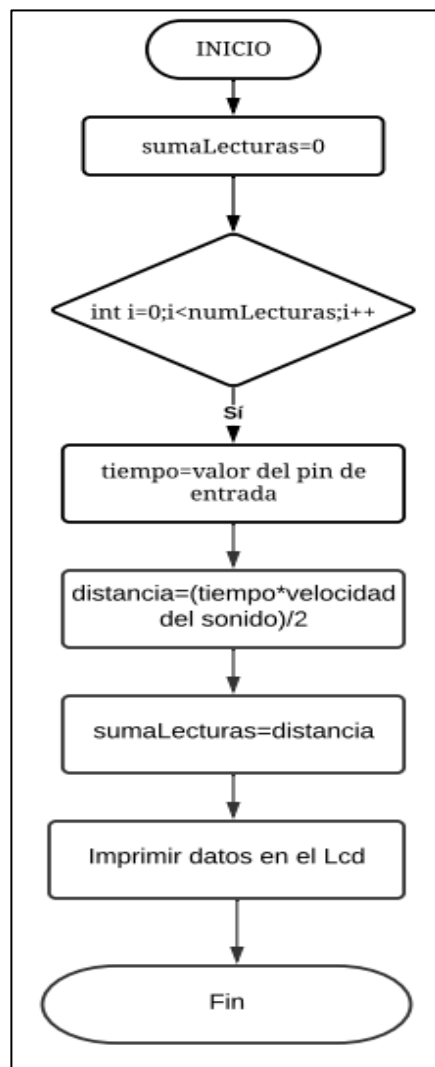 INICIO
sumaLecturas=0
int i=0;i<numLecturas;i++
Sí
tiempo=valor del pin de
entrada
distancia=(tiempo*velocidad
del sonido)/2
sumaLecturas=distancia
Imprimir datos en el Lcd
Fin